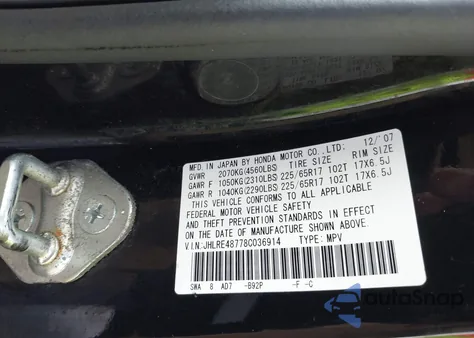 MFD. IN JAPAN BY HONDA MOTOR CO.,LTD: 12/'07
GVWR 2070KG(4560LBS) TIRE SIZE RIM SIZE
GAWR F 1050KG(2310LBS) 225/65R17 102T 17X6.5J
GAWR R 1040KG(2290LBS) 225/65R17 102T 17X6.5J
THIS VEHICLE CONFORMS TO ALL APPLICABLE
FEDERAL MOTOR VEHICLE SAFETY
AND THEFT PREVENTION STANDARDS IN EFFECT
ON THE DATE OF MANUFACTURE SHOWN ABOVE.
V.I.N:JHLRE48778C036914 TYPE: MPV
SWA 8 AD7 -B92P -F -C
autoSnap